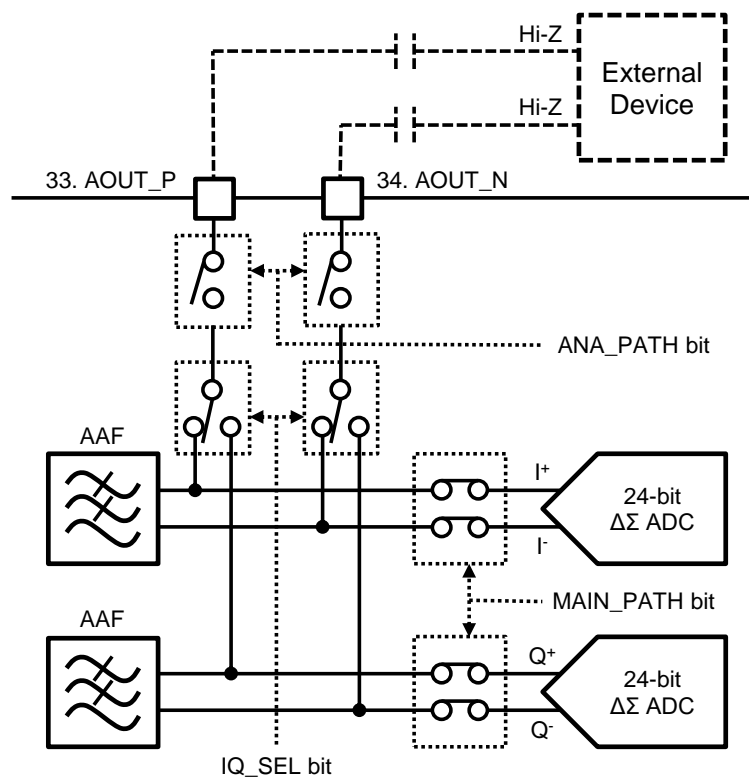 Hi-Z
External
Device
Hi-Z
33. AOUT_P
34. AOUT_N
ANA_PATH bit
AAF
I+
24-bit
ΔΣ ADC
I-
MAIN_PATH bit
AAF
Q+
24-bit
ΔΣ ADC
Q-
IQ_SEL bit